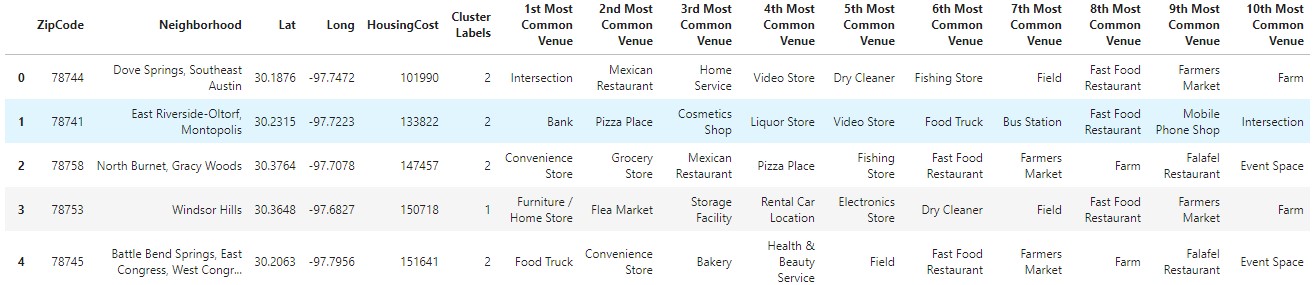 ZipCode Neighborhood Lat Long HousingCost Cluster Labels 1st Most Common Venue 2nd Most Common Venue 3rd Most Common Venue 4th Most Common Venue 5th Most Common Venue 6th Most Common Venue 7th Most Common Venue 8th Most Common Venue 9th Most Common Venue 10th Most Common Venue
0 78744 Dove Springs, Southeast Austin 30.1876 -97.7472 101990 2 Intersection Mexican Restaurant Home Service Video Store Dry Cleaner Fishing Store Field Fast Food Restaurant Farmers Market Farm
1 78741 East Riverside-Oltorf, Montopolis 30.2315 -97.7223 133822 2 Bank Pizza Place Cosmetics Shop Liquor Store Video Store Food Truck Bus Station Fast Food Restaurant Mobile Phone Shop Intersection
2 78758 North Burnet, Gracy Woods 30.3764 -97.7078 147457 2 Convenience Store Grocery Store Mexican Restaurant Pizza Place Fishing Store Fast Food Restaurant Farmers Market Farm Falafel Restaurant Event Space
3 78753 Windsor Hills 30.3648 -97.6827 150718 1 Furniture / Home Store Flea Market Storage Facility Rental Car Location Electronics Store Dry Cleaner Field Fast Food Restaurant Farmers Market Farm
4 78745 Battle Bend Springs, East Congress, West Congr... 30.2063 -97.7956 151641 2 Food Truck Convenience Store Bakery Health & Beauty Service Field Fast Food Restaurant Farmers Market Farm Falafel Restaurant Event Space